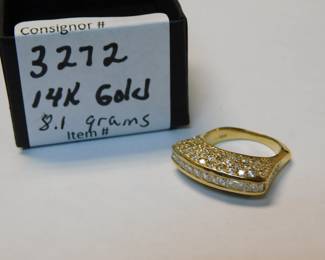 Consignor #
3272
14K Gold
8.1 grams
Item #